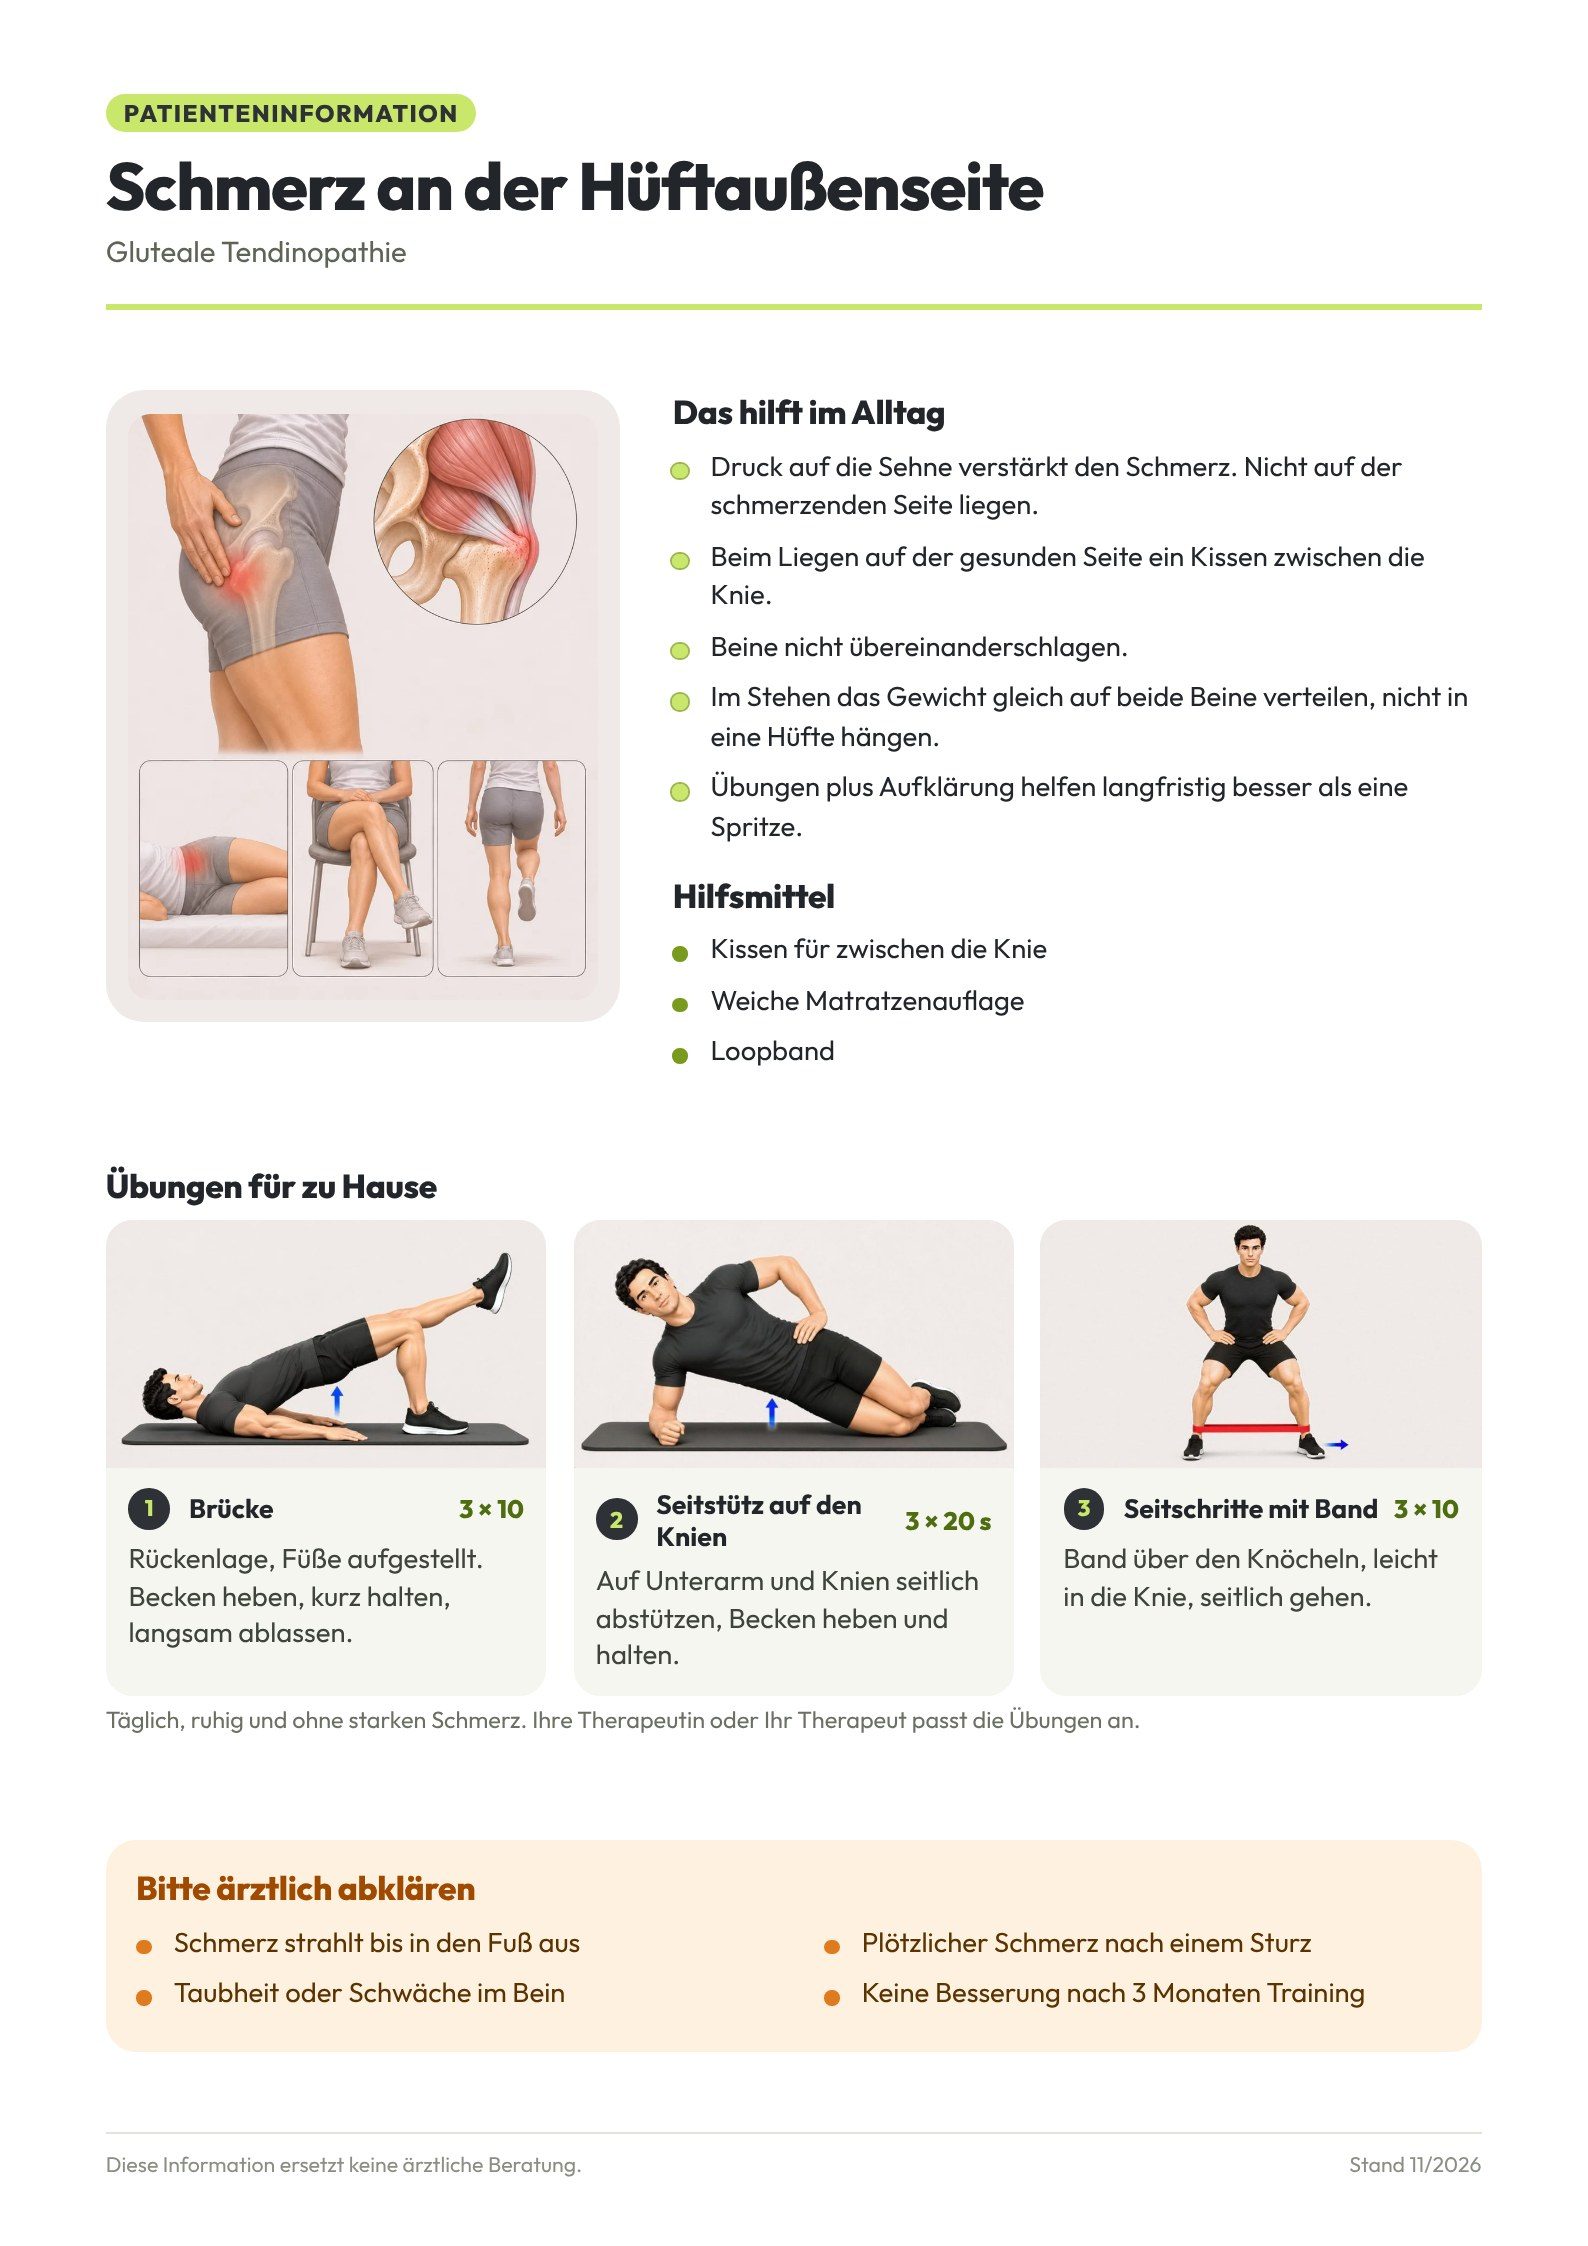 PATIENTENINFORMATION
Schmerz an der Hüftaußenseite
Gluteale Tendinopathie
Das hilft im Alltag
Druck auf die Sehne verstärkt den Schmerz. Nicht auf der
schmerzenden Seite liegen.
Beim Liegen auf der gesunden Seite ein Kissen zwischen die
Knie.
Beine nicht übereinanderschlagen.
Im Stehen das Gewicht gleich auf beide Beine verteilen, nicht in
eine Hüfte hängen.
Übungen plus Aufklärung helfen langfristig besser als eine
Spritze.
Hilfsmittel
Kissen für zwischen die Knie
Weiche Matratzenauflage
Loopband
Übungen für zu Hause
1 Brücke 3 × 10
Rückenlage, Füße aufgestellt.
Becken heben, kurz halten,
langsam ablassen.
2 Seitstütz auf den
Knien 3 × 20 s
Auf Unterarm und Knien seitlich
abstützen, Becken heben und
halten.
3 Seitschritte mit Band 3 × 10
Band über den Knöcheln, leicht
in die Knie, seitlich gehen.
Täglich, ruhig und ohne starken Schmerz. Ihre Therapeutin oder Ihr Therapeut passt die Übungen an.
Bitte ärztlich abklären
Schmerz strahlt bis in den Fuß aus
Taubheit oder Schwäche im Bein
Plötzlicher Schmerz nach einem Sturz
Keine Besserung nach 3 Monaten Training
Diese Information ersetzt keine ärztliche Beratung.
Stand 11/2026